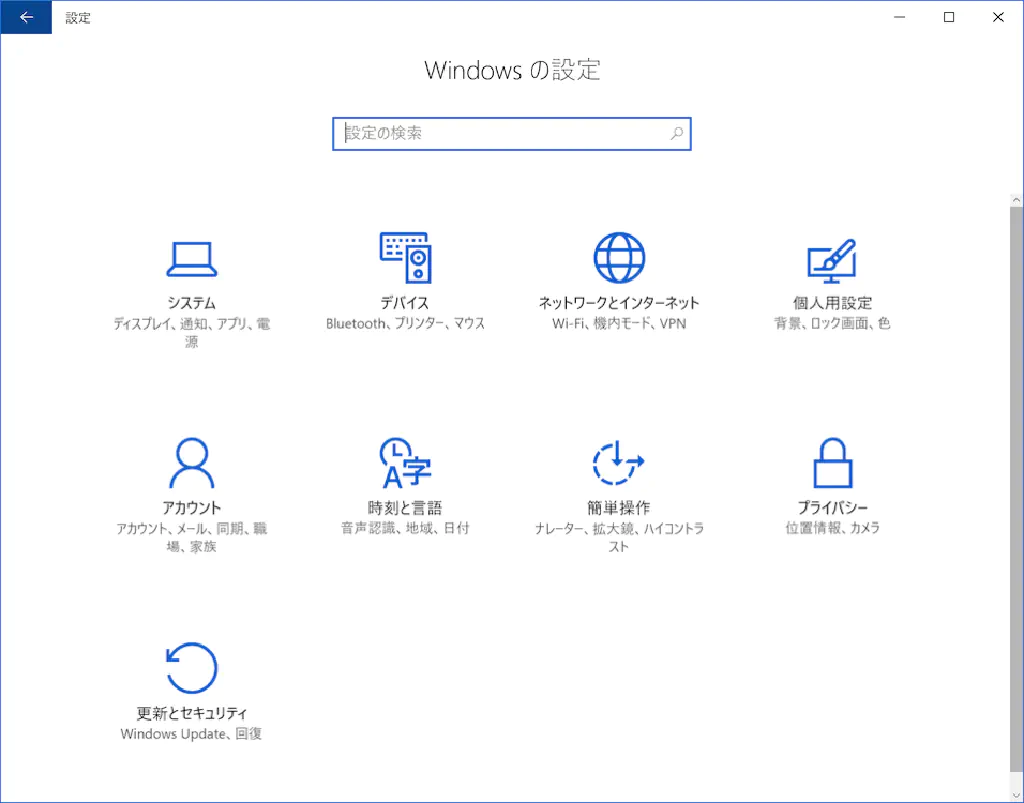 設定
Windows の設定
設定の検索
システム
ディスプレイ、通知、アプリ、電
源
デバイス
Bluetooth、プリンター、マウス
ネットワークとインターネット
Wi-Fi、機内モード、VPN
個人用設定
背景、ロック画面、色
アカウント
アカウント、メール、同期、職
場、家族
時刻と言語
音声認識、地域、日付
簡単操作
ナレーター、拡大鏡、ハイコントラ
スト
プライバシー
位置情報、カメラ
更新とセキュリティ
Windows Update、回復